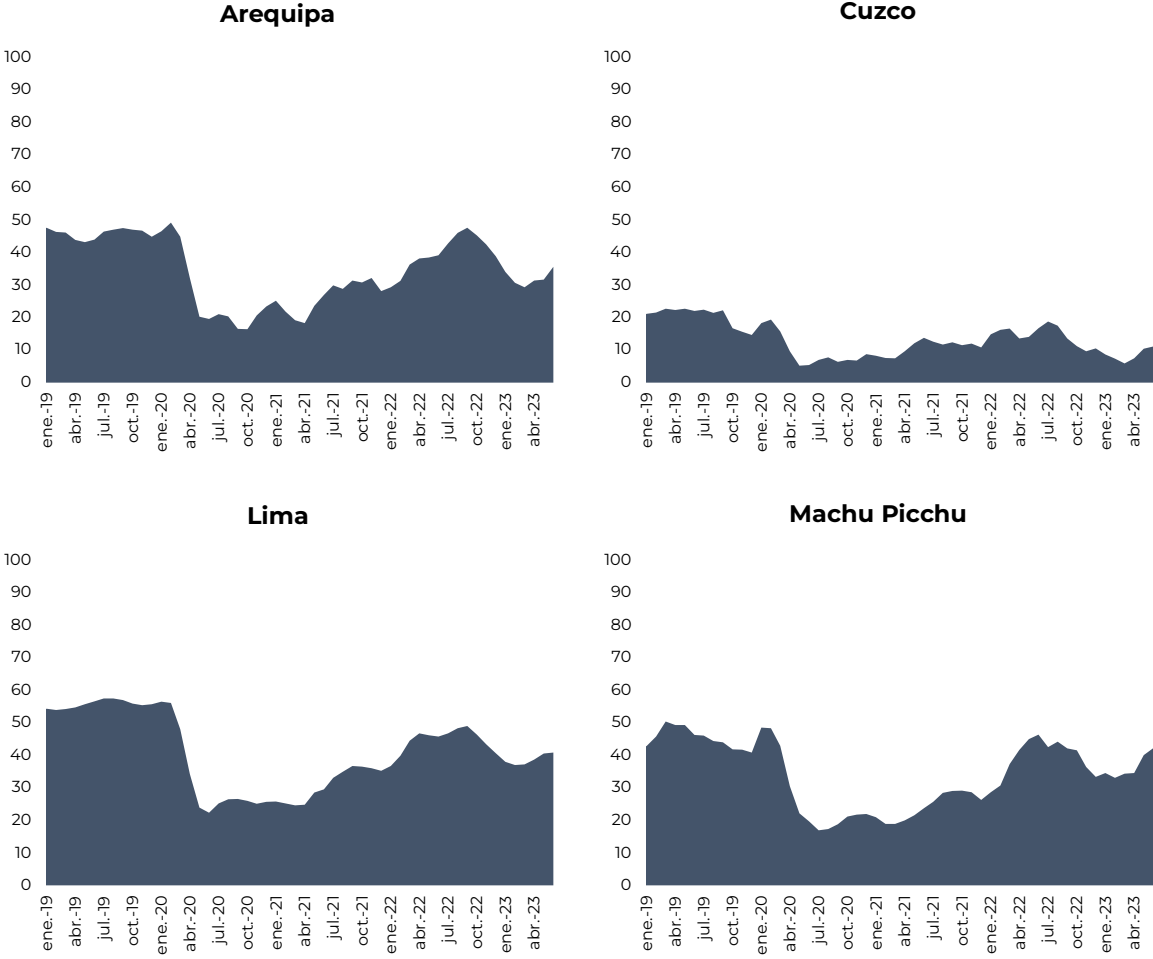 Arequipa
100
90
80
70
60
50
40
30
20
10
0
ene.-19
abr.-19
jul.-19
oct.-19
ene.-20
abr.-20
jul.-20
oct.-20
ene.-21
abr.-21
jul.-21
oct.-21
ene.-22
abr.-22
jul.-22
oct.-22
ene.-23
abr.-23
Cuzco
100
90
80
70
60
50
40
30
20
10
0
ene.-19
abr.-19
jul.-19
oct.-19
ene.-20
abr.-20
jul.-20
oct.-20
ene.-21
abr.-21
jul.-21
oct.-21
ene.-22
abr.-22
jul.-22
oct.-22
ene.-23
abr.-23
Lima
100
90
80
70
60
50
40
30
20
10
0
ene.-19
abr.-19
jul.-19
oct.-19
ene.-20
abr.-20
jul.-20
oct.-20
ene.-21
abr.-21
jul.-21
oct.-21
ene.-22
abr.-22
jul.-22
oct.-22
ene.-23
abr.-23
Machu Picchu
100
90
80
70
60
50
40
30
20
10
0
ene.-19
abr.-19
jul.-19
oct.-19
ene.-20
abr.-20
jul.-20
oct.-20
ene.-21
abr.-21
jul.-21
oct.-21
ene.-22
abr.-22
jul.-22
oct.-22
ene.-23
abr.-23